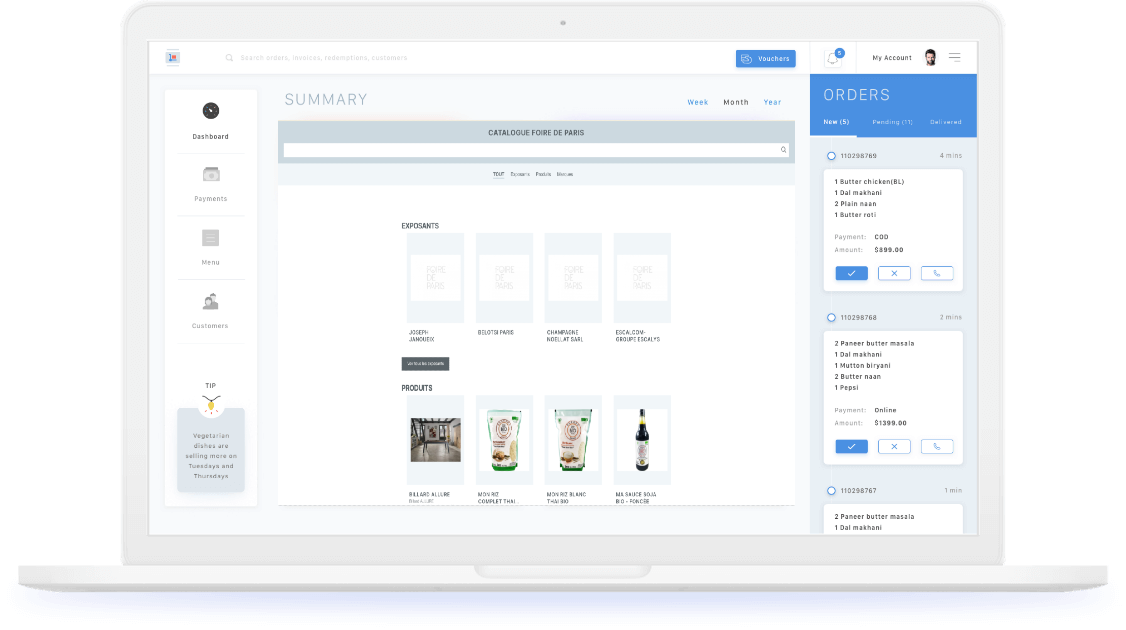 Search orders, invoices, redemptions, customers
Vouchers
5
My Account
Dashboard
Payments
Menu
Customers
TIP
Vegetarian
dishes are
selling more on
Tuesdays and
Thursdays
SUMMARY
Week
Month
Year
CATALOGUE FOIRE DE PARIS
TOUT
Exposants
Produits
Marques
EXPOSANTS
FOIRE
DE
PARIS
FOIRE
DE
PARIS
FOIRE
DE
PARIS
FOIRE
DE
PARIS
JOSEPH
JANOUEIX
BELOTSI PARIS
CHAMPAGNE
NOELLAT SARL
ESCALCOM-
GROUPE ESCALYS
Voir tous les exposants
PRODUITS
BILLARD ALLURE
MON RIZ
COMPLET THAI...
MON RIZ BLANC
THAI BIO
MA SAUCE SOJA
BIO - FONCÉE
ORDERS
New (5)
Pending (11)
Delivered
110298769
4 mins
1 Butter chicken(BL)
1 Dal makhani
2 Plain naan
1 Butter roti
Payment: COD
Amount: $899.00
110298768
2 mins
2 Paneer butter masala
1 Dal makhani
1 Mutton biryani
2 Butter naan
1 Pepsi
Payment: Online
Amount: $1399.00
110298767
1 min
2 Paneer butter masala
1 Dal makhani